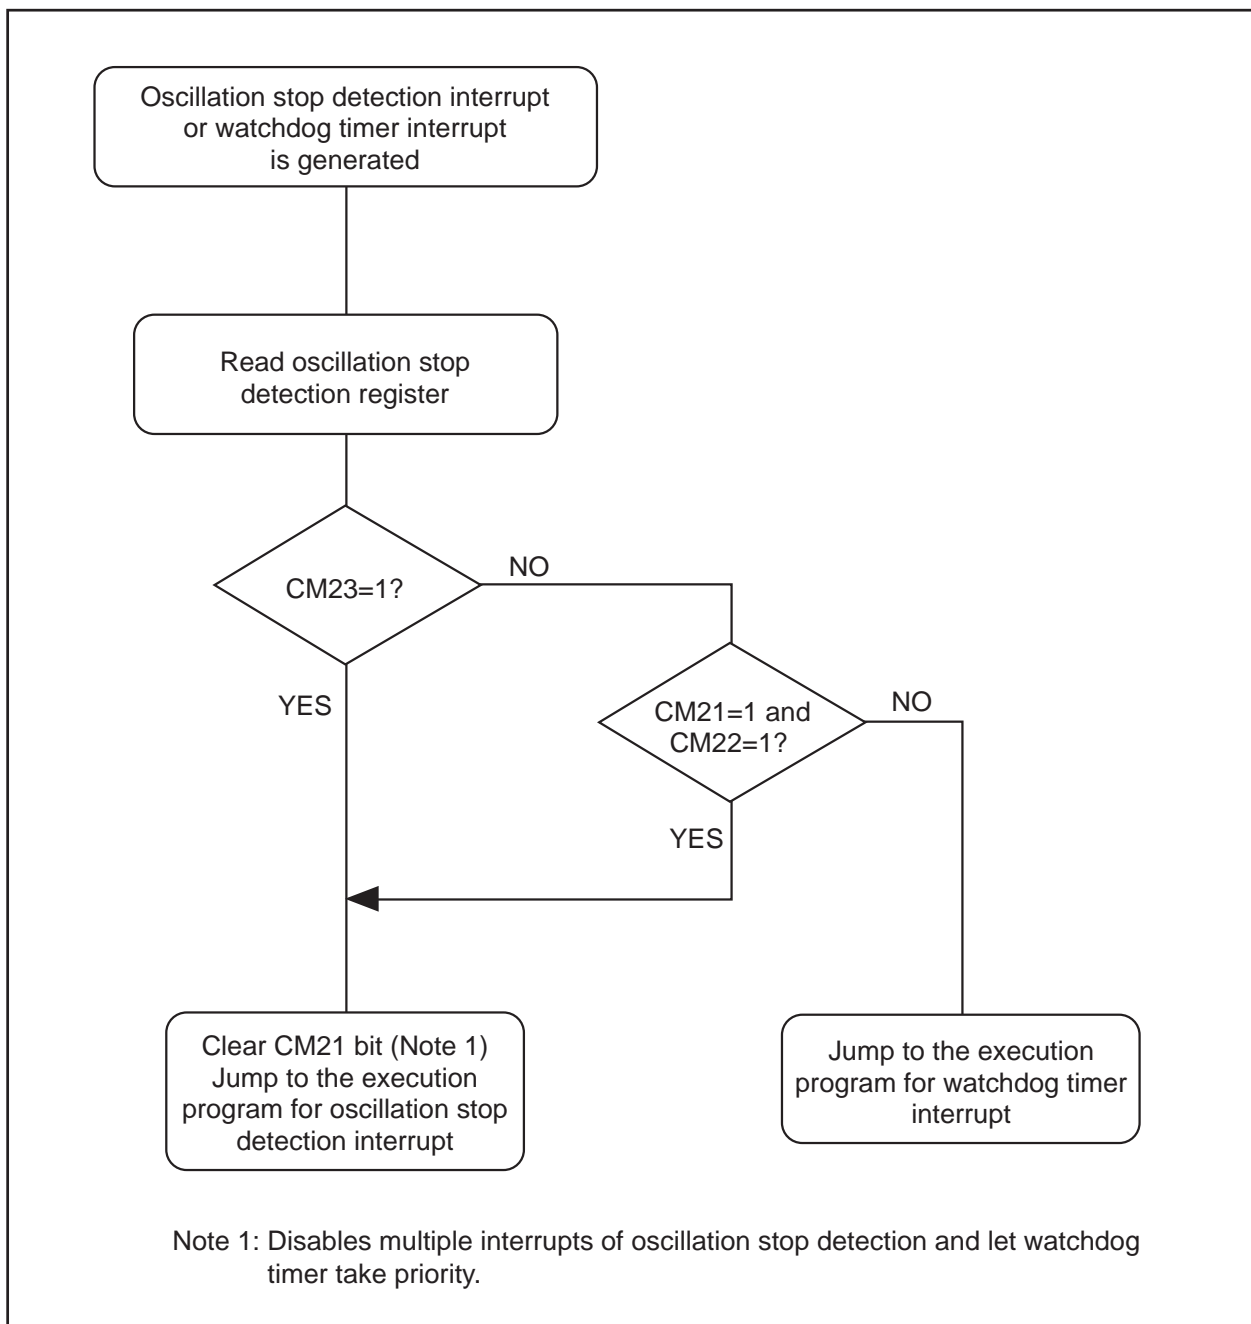 Oscillation stop detection interrupt
or watchdog timer interrupt
is generated
Read oscillation stop
detection register
CM23=1?
NO
YES
CM21=1 and
CM22=1?
NO
YES
Clear CM21 bit (Note 1)
Jump to the execution
program for oscillation stop
detection interrupt
Jump to the execution
program for watchdog timer
interrupt
Note 1: Disables multiple interrupts of oscillation stop detection and let watchdog
timer take priority.